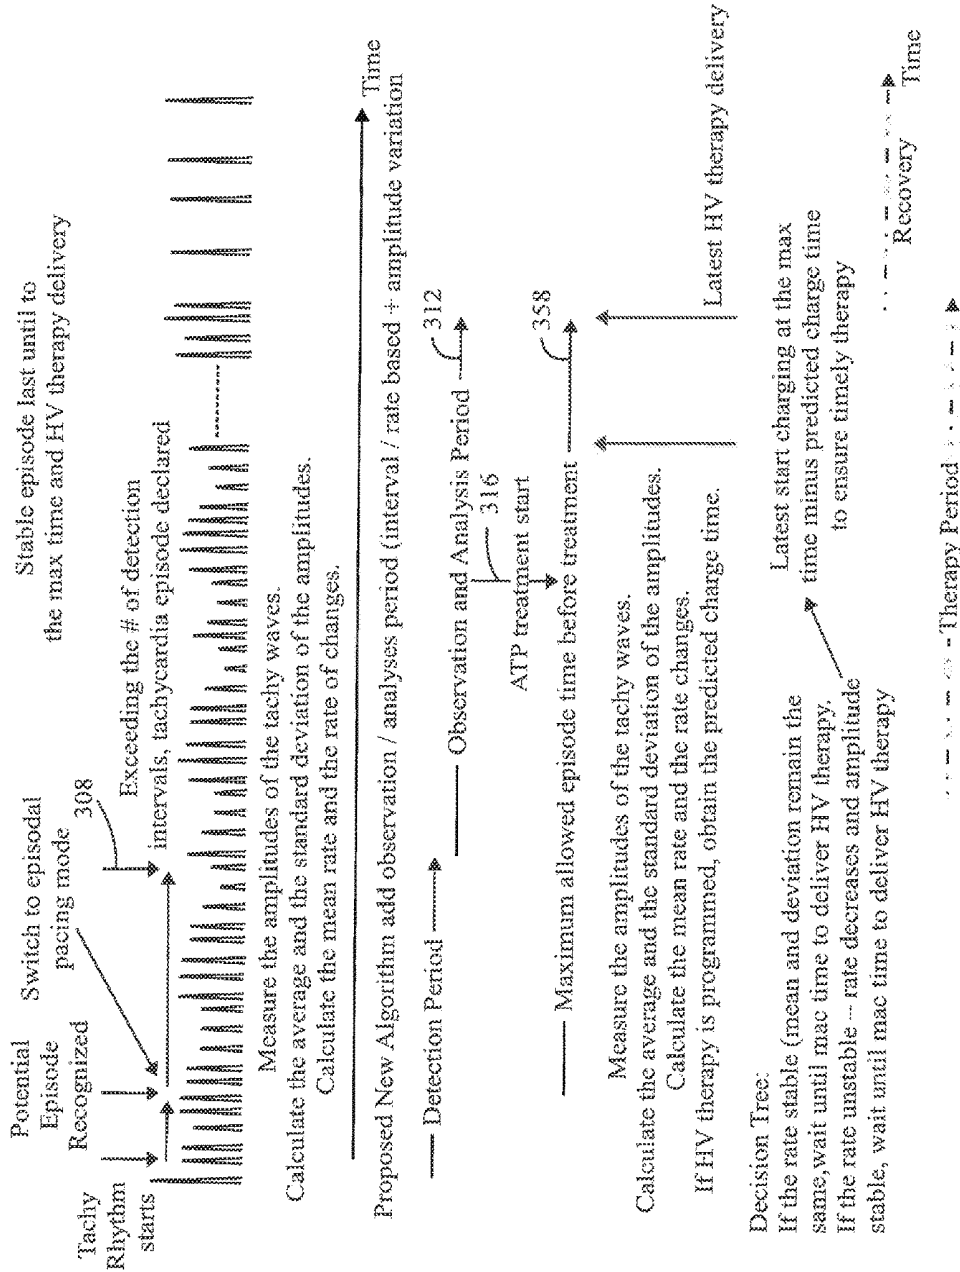 Stable episode last until to
the max time and HV therapy delivery
Potential
Episode
Recognized
Switch to episodal
pacing mode
308
Tachy
Rhythm
starts
Exceeding the # of detection
intervals, tachycardia episode declared
Measure the amplitudes of the tachy waves.
Calculate the average and the standard deviation of the amplitudes.
Calculate the mean rate and the rate of changes.
Time
Proposed New Algorithm add observation / analyses period (interval / rate based + amplitude variation
Detection Period
Observation and Analysis Period
312
316
ATP treatment start
Maximum allowed episode time before treatment
358
Measure the amplitudes of the tachy waves.
Calculate the average and the standard deviation of the amplitudes.
Calculate the mean rate and the rate changes.
If HV therapy is programmed, obtain the predicted charge time.
Latest HV therapy delivery
Decision Tree:
If the rate stable (mean and deviation remain the
same,wait until mac time to deliver HV therapy.
If the rate unstable -- rate decreases and amplitude
stable, wait until mac time to deliver HV therapy
Latest start charging at the max
time minus predicted charge time
to ensure timely therapy
Recovery
Time
Therapy Period